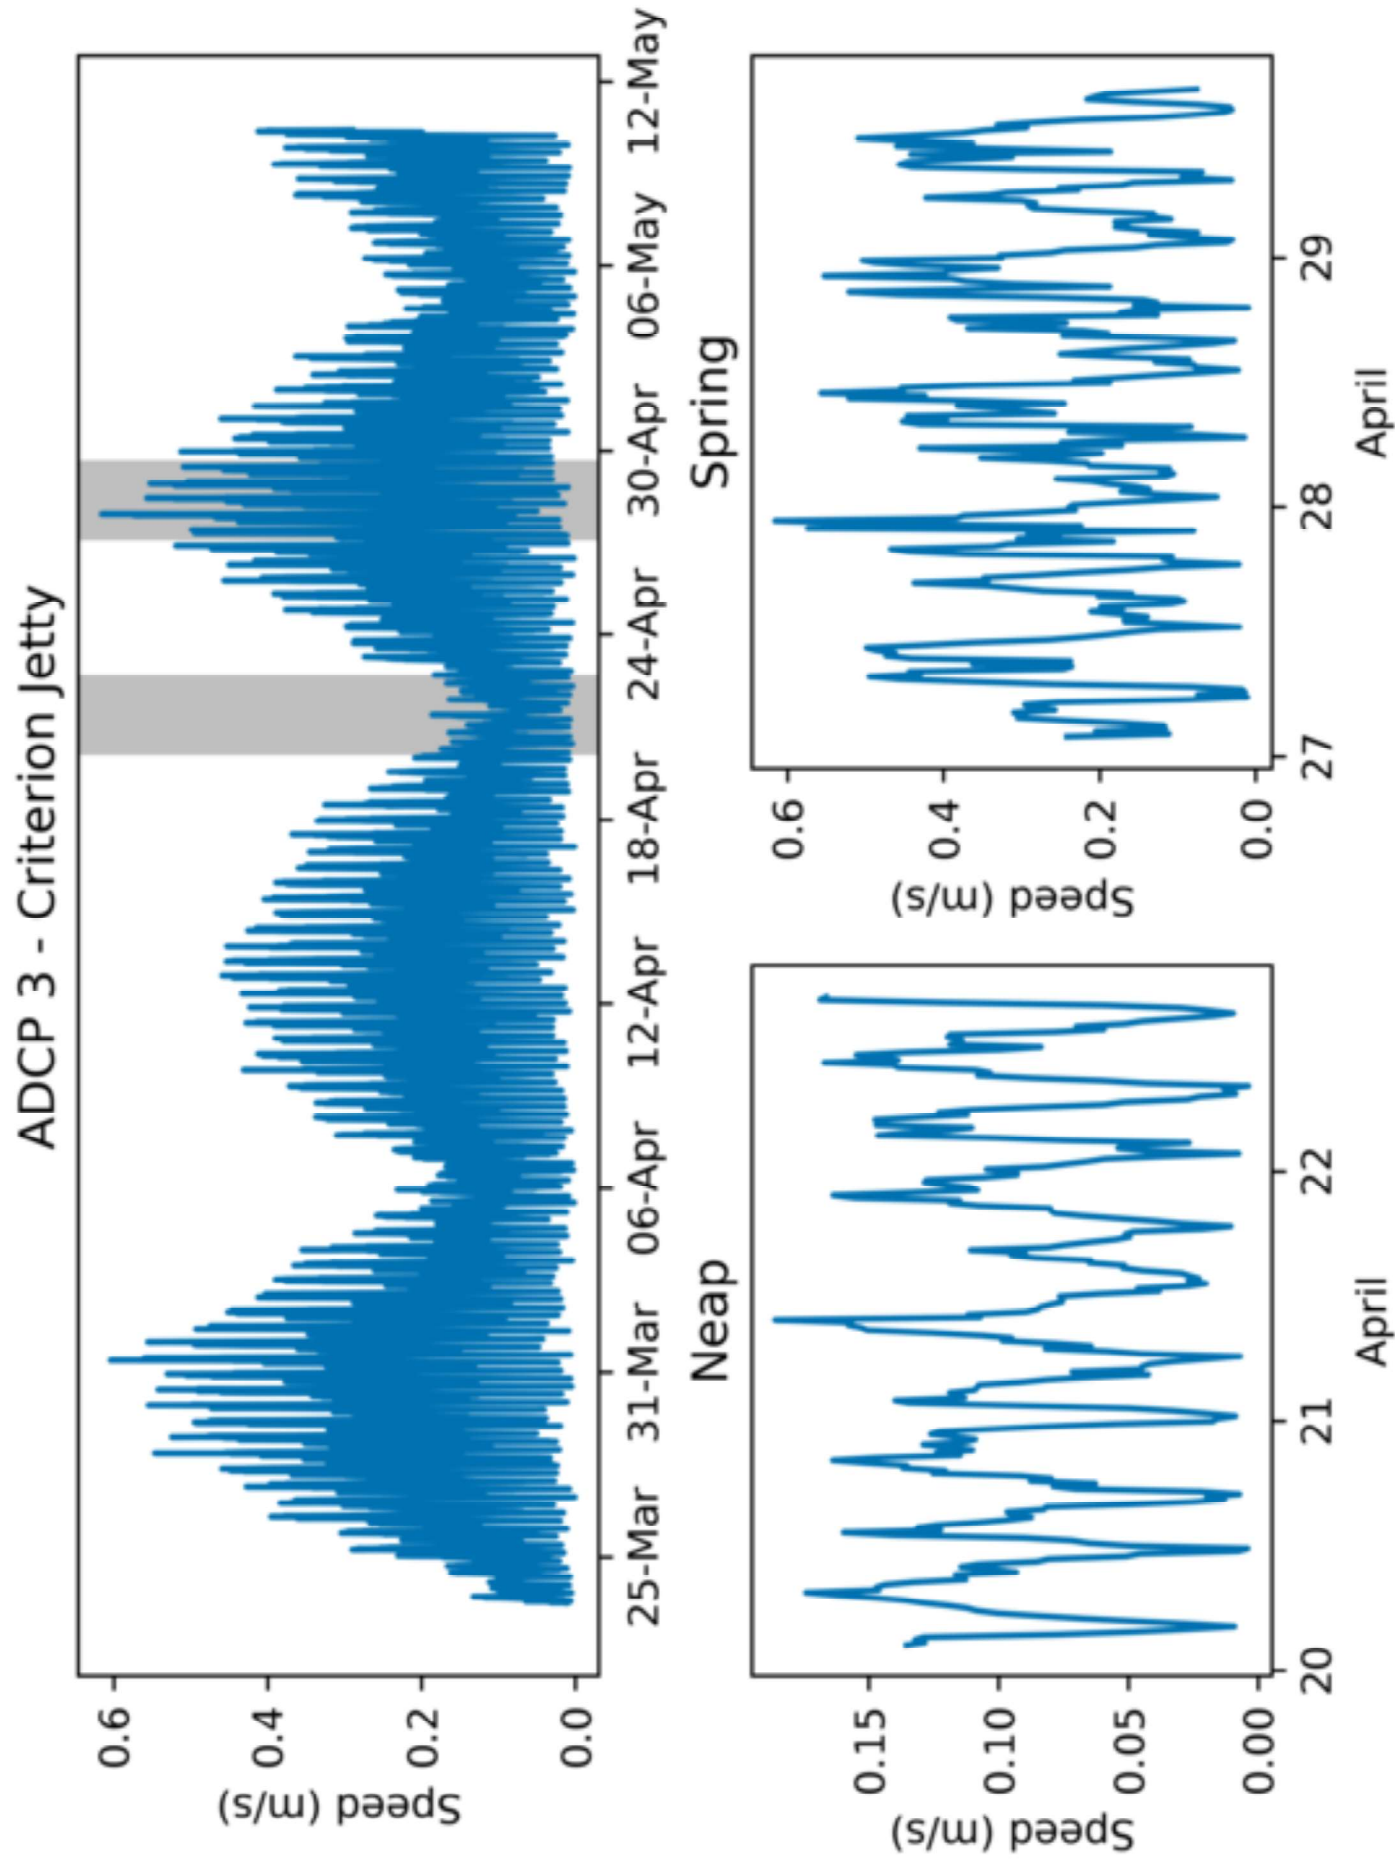 ADCP 3 - Criterion Jetty
Speed (m/s)
0.6
0.4
0.2
0.0
25-Mar 31-Mar 06-Apr 12-Apr 18-Apr 24-Apr 30-Apr 06-May 12-May
Neap
Speed (m/s)
0.15
0.10
0.05
0.00
20 21 22
April
Spring
Speed (m/s)
0.6
0.4
0.2
0.0
27 28 29
April